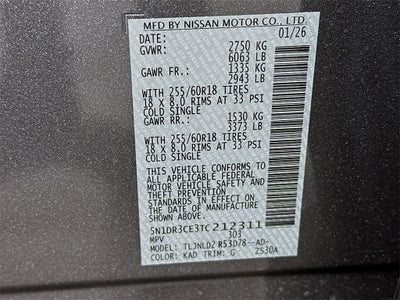 MFD BY NISSAN MOTOR CO., LTD.
DATE: 01/26
GVWR: 2750 KG
6063 LB
GAWR FR.: 1335 KG
2943 LB
WITH 255/60R18 TIRES
18 X 8.0 RIMS AT 33 PSI
COLD SINGLE
GAWR RR.: 1530 KG
3373 LB
WITH 255/60R18 TIRES
18 X 8.0 RIMS AT 33 PSI
COLD SINGLE
THIS VEHICLE CONFORMS TO
ALL APPLICABLE FEDERAL
MOTOR VEHICLE SAFETY AND
THEFT PREVENTION
STANDARDS IN EFFECT ON
THE DATE OF MANUFACTURE
SHOWN ABOVE.
5N1DR3CE3TC212311
MPV 303
TLJNLD2 R53D78--AD-
COLOR: KAD TRIM: G 2530A